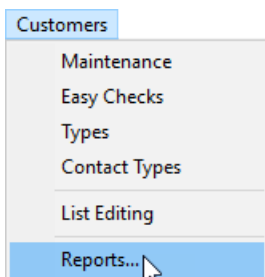 Customers
Maintenance
Easy Checks
Types
Contact Types
List Editing
Reports...